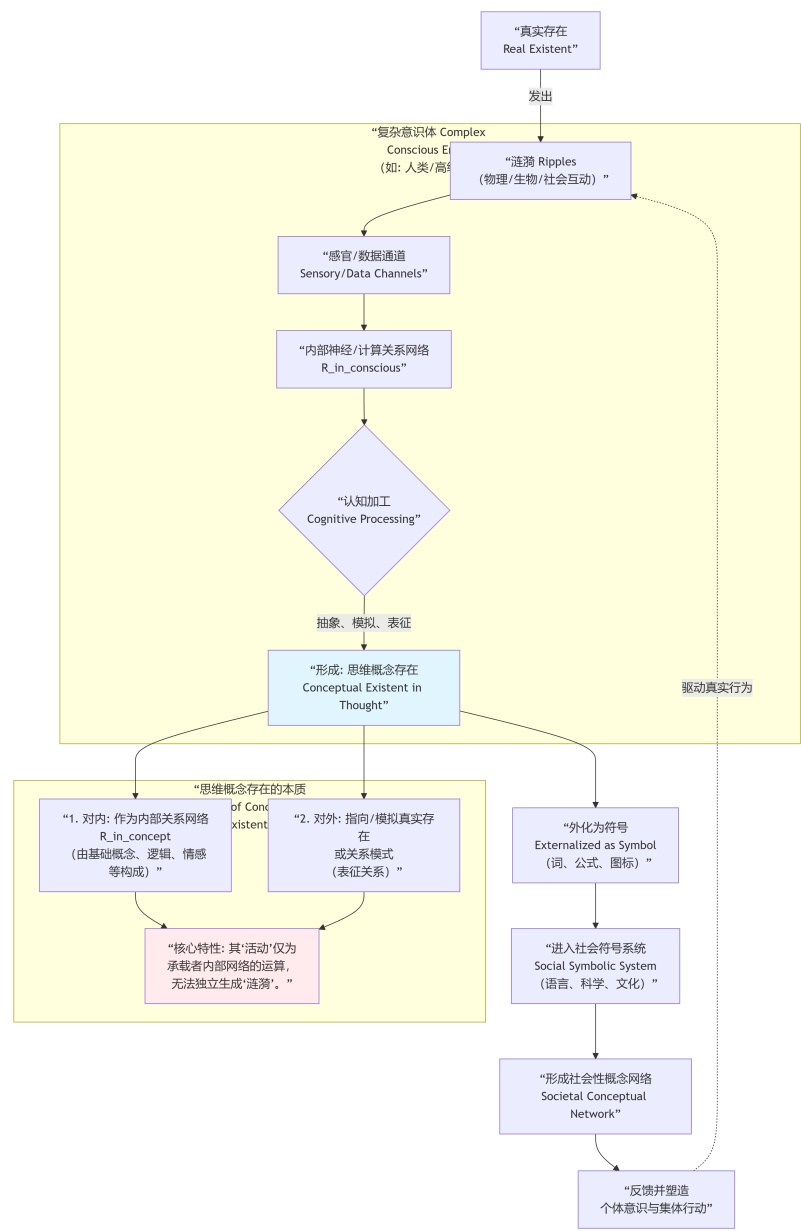 “真实存在
Real Existent”
发出
“复杂意识体 Complex
Conscious
（如: 人类/
“涟漪 Ripples
（物理/生物/社会互动）”
“感官/数据通道
Sensory/Data Channels”
“内部神经/计算关系网络
R_in_conscious”
“认知加工
Cognitive Processing”
抽象、模拟、表征
“形成: 思维概念存在
Conceptual Existent in
Thought”
驱动真实行为
“思维概念存在的本质
of
“1. 对内: 作为内部关系网络
R_in_concept
（由基础概念、逻辑、情感
等构成）”
“2. 对外: 指向/模拟真实存
在
或关系模式
（表征关系）”
“外化为符号
Externalized as Symbol
（词、公式、图标）”
“核心特性: 其‘活动’仅为
承载者内部网络的运算，
无法独立生成‘涟漪’。”
“进入社会符号系统
Social Symbolic System
（语言、科学、文化）”
“形成社会性概念网络
Societal Conceptual
Network”
“反馈并塑造
个体意识与集体行动”